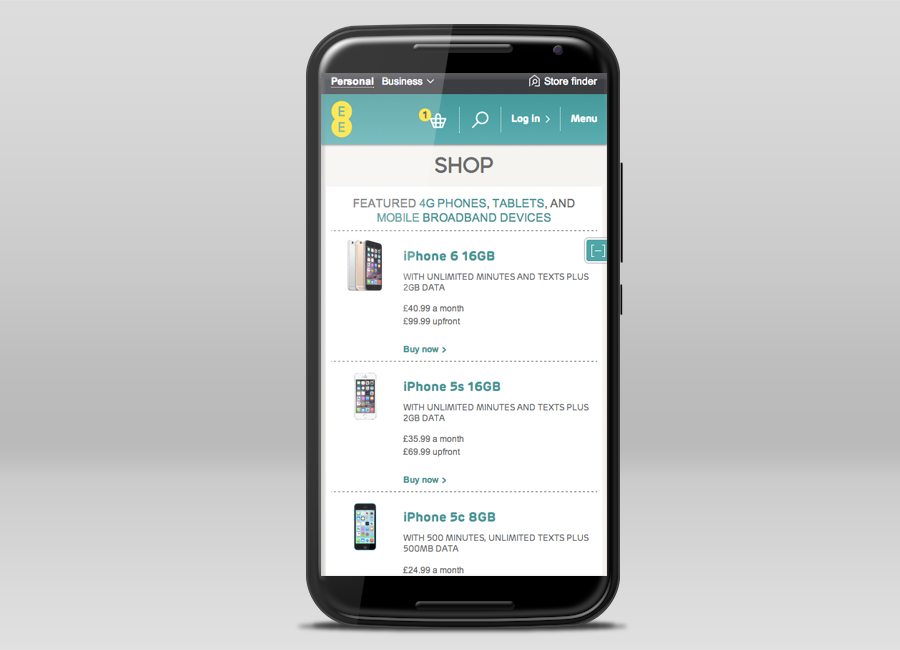 Personal Business Store finder
E
E
1 Log in Menu
SHOP
FEATURED 4G PHONES, TABLETS, AND
MOBILE BROADBAND DEVICES
iPhone 6 16GB
WITH UNLIMITED MINUTES AND TEXTS PLUS
2GB DATA
£40.99 a month
£99.99 upfront
Buy now >
iPhone 5s 16GB
WITH UNLIMITED MINUTES AND TEXTS PLUS
2GB DATA
£35.99 a month
£69.99 upfront
Buy now >
iPhone 5c 8GB
WITH 500 MINUTES, UNLIMITED TEXTS PLUS
500MB DATA
£24.99 a month